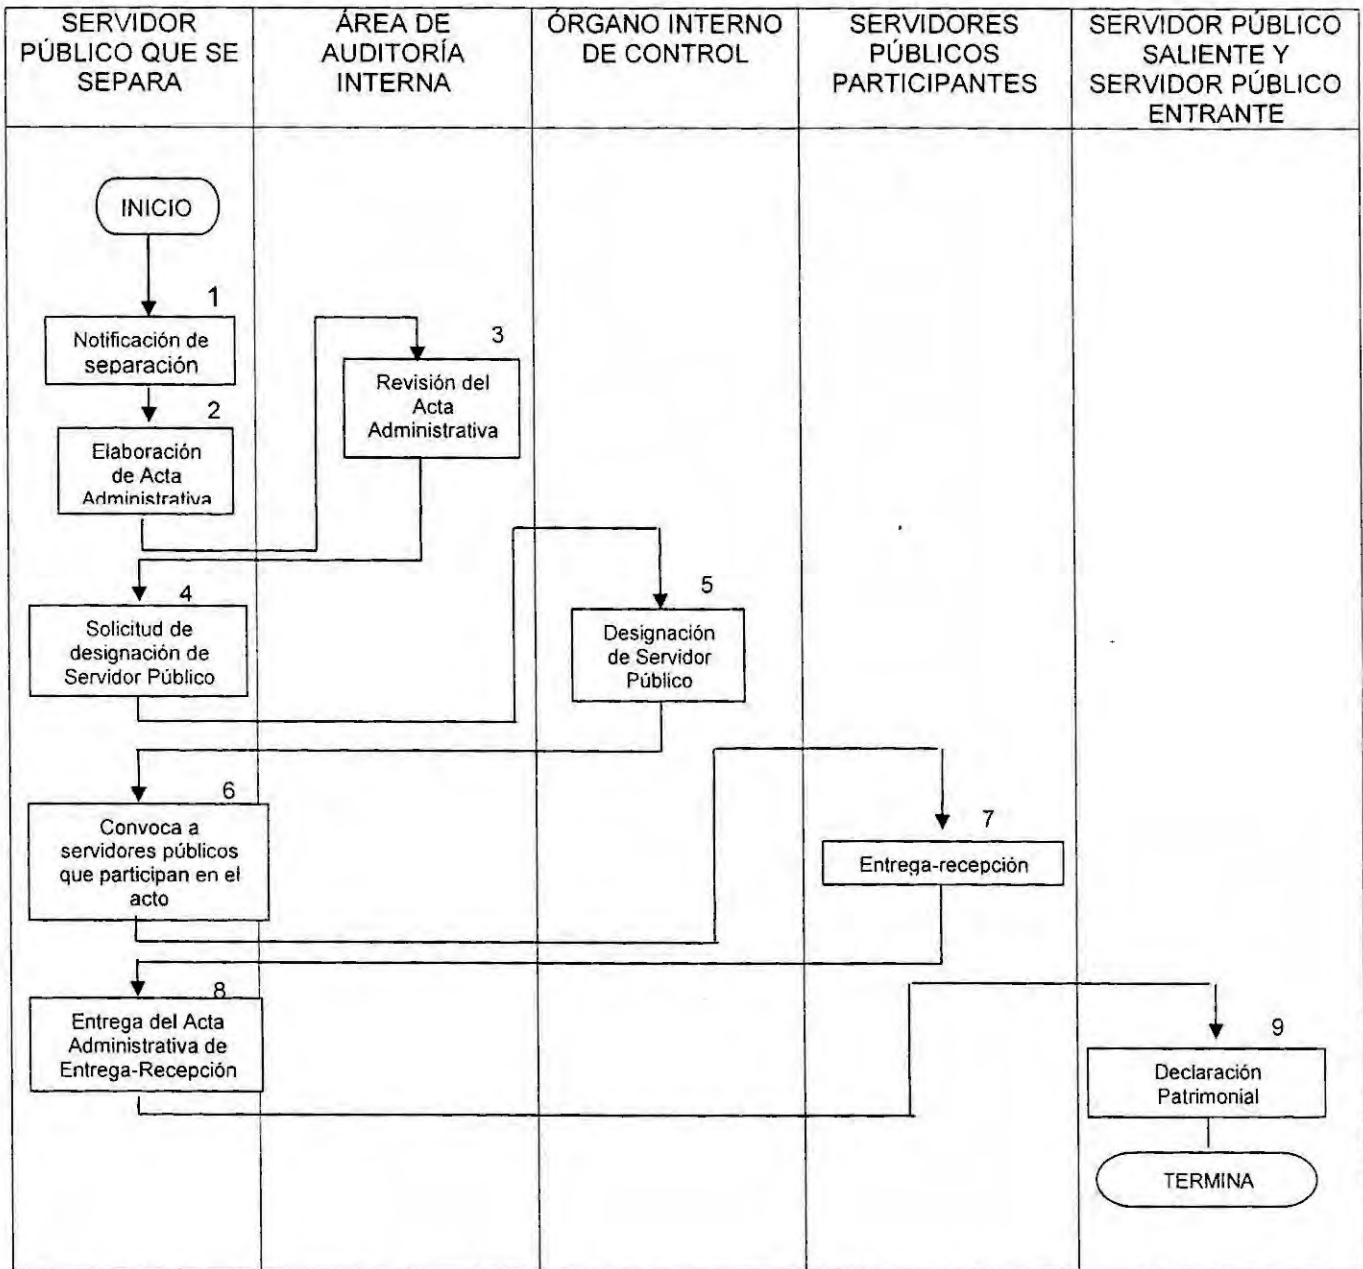 SERVIDOR
PÚBLICO QUE SE
SEPARA
ÁREA DE
AUDITORÍA
INTERNA
ÓRGANO INTERNO
DE CONTROL
SERVIDORES
PÚBLICOS
PARTICIPANTES
SERVIDOR PÚBLICO
SALIENTE Y
SERVIDOR PÚBLICO
ENTRANTE
INICIO
1
Notificación de
separación
2
Elaboración
de Acta
Administrativa
3
Revisión del
Acta
Administrativa
4
Solicitud de
designación de
Servidor Público
5
Designación
de Servidor
Público
6
Convoca a
servidores públicos
que participan en el
acto
7
Entrega-recepción
8
Entrega del Acta
Administrativa de
Entrega-Recepción
9
Declaración
Patrimonial
TERMINA